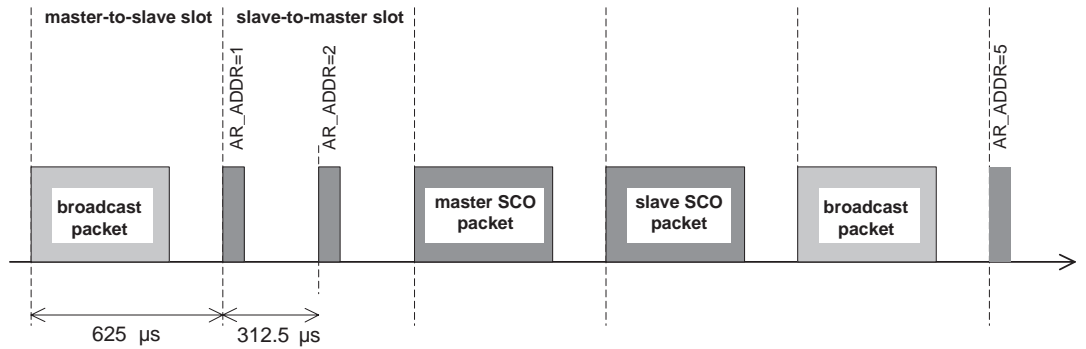 master-to-slave slot
slave-to-master slot
AR_ADDR=1
AR_ADDR=2
AR_ADDR=5
broadcast
packet
master SCO
packet
slave SCO
packet
broadcast
packet
625 µs
312.5 µs